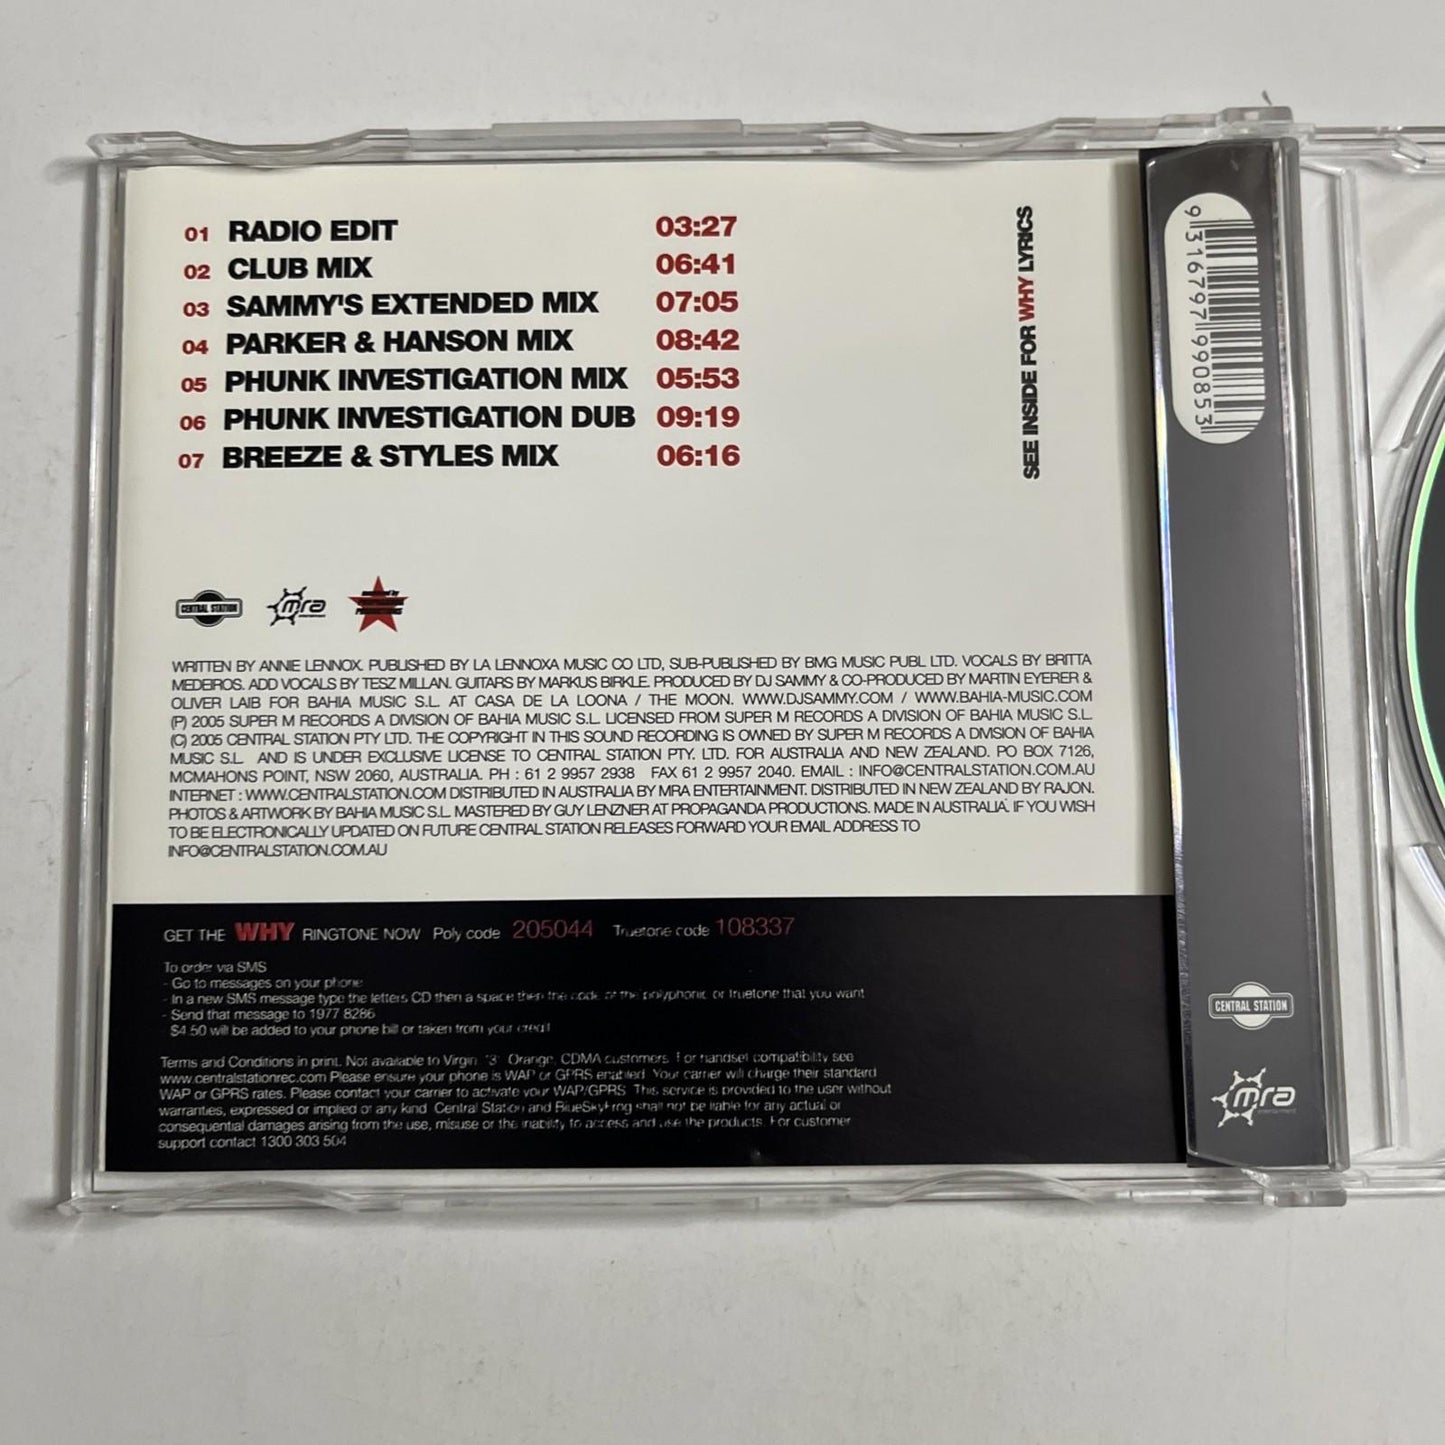 01 RADIO EDIT 03:27
02 CLUB MIX 06:41
03 SAMMY'S EXTENDED MIX 07:05
04 PARKER & HANSON MIX 08:42
05 PHUNK INVESTIGATION MIX 05:53
06 PHUNK INVESTIGATION DUB 09:19
07 BREEZE & STYLES MIX 06:16
SEE INSIDE FOR WHY LYRICS
CENTRAL STATION
mra
entertainment
WRITTEN BY ANNIE LENNOX. PUBLISHED BY LA LENNOXA MUSIC CO LTD, SUB-PUBLISHED BY BMG MUSIC PUBL LTD. VOCALS BY BRITTA
MEDEIROS. ADD VOCALS BY TESZ MILLAN. GUITARS BY MARKUS BIRKLE. PRODUCED BY DJ SAMMY & CO-PRODUCED BY MARTIN EYERER &
OLIVER LAIB FOR BAHIA MUSIC S.L. AT CASA DE LA LOONA / THE MOON. WWW.DJSAMMY.COM / WWW.BAHIA-MUSIC.COM
(P) 2005 SUPER M RECORDS A DIVISION OF BAHIA MUSIC S.L. LICENSED FROM SUPER M RECORDS A DIVISION OF BAHIA MUSIC S.L.
(C) 2005 CENTRAL STATION PTY LTD. THE COPYRIGHT IN THIS SOUND RECORDING IS OWNED BY SUPER M RECORDS A DIVISION OF BAHIA
MUSIC S.L. AND IS UNDER EXCLUSIVE LICENSE TO CENTRAL STATION PTY. LTD. FOR AUSTRALIA AND NEW ZEALAND. PO BOX 7126,
MCMAHONS POINT, NSW 2060, AUSTRALIA. PH : 61 2 9957 2938 FAX 61 2 9957 2040. EMAIL : INFO@CENTRALSTATION.COM.AU
INTERNET : WWW.CENTRALSTATION.COM DISTRIBUTED IN AUSTRALIA BY MRA ENTERTAINMENT. DISTRIBUTED IN NEW ZEALAND BY RAJON.
PHOTOS & ARTWORK BY BAHIA MUSIC S.L. MASTERED BY GUY LENZNER AT PROPAGANDA PRODUCTIONS. MADE IN AUSTRALIA. IF YOU WISH
TO BE ELECTRONICALLY UPDATED ON FUTURE CENTRAL STATION RELEASES FORWARD YOUR EMAIL ADDRESS TO
INFO@CENTRALSTATION.COM.AU
GET THE WHY RINGTONE NOW Poly code 205044 Truetone code 108337
To order via SMS
- Go to messages on your phone
- In a new SMS message type the letters CD then a space then the code of the polyphonic or truetone that you want
- Send that message to 1977 8286
$4.50 will be added to your phone bill or taken from your credit
Terms and Conditions in print. Not available to Virgin, '3', Orange, CDMA customers. For handset compatibility see
www.centralstationrec.com Please ensure your phone is WAP or GPRS enabled. Your carrier will charge their standard
WAP or GPRS rates. Please contact your carrier to activate your WAP/GPRS. This service is provided to the user without
warranties, expressed or implied of any kind. Central Station and BlueSkyFrog shall not be liable for any actual or
consequential damages arising from the use, misuse or the inability to access and use the products. For customer
support contact 1300 303 504
9 316797 990853
CENTRAL STATION
mra
entertainment